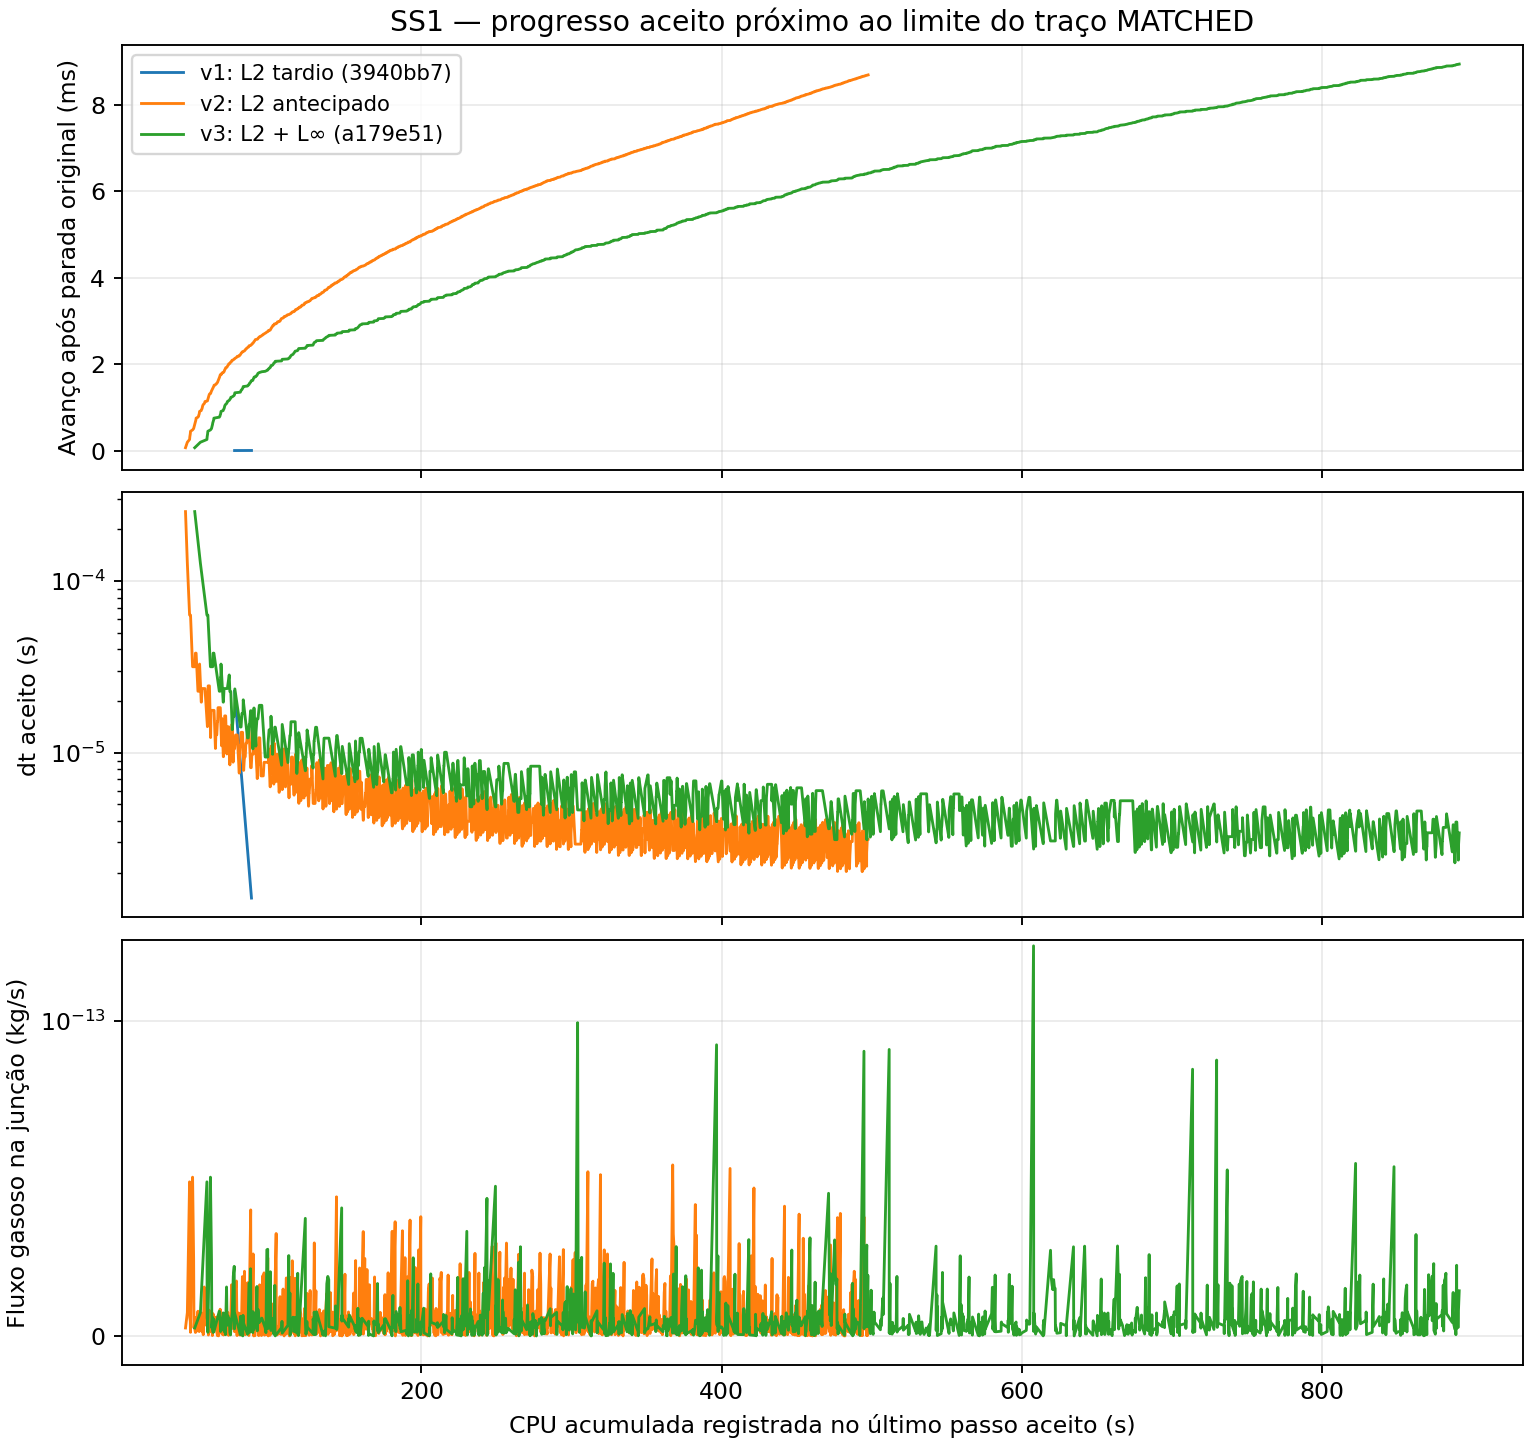 SS1 — progresso aceito próximo ao limite do traço MATCHED
v1: L2 tardio (3940bb7)
v2: L2 antecipado
v3: L2 + L∞ (a179e51)
Avanço após parada original (ms)
8
6
4
2
0
dt aceito (s)
10⁻⁴
10⁻⁵
Fluxo gasoso na junção (kg/s)
10⁻¹³
0
200
400
600
800
CPU acumulada registrada no último passo aceito (s)